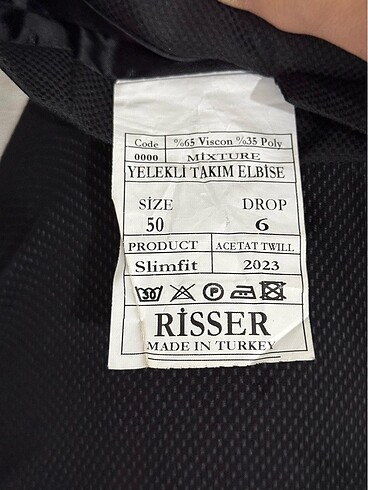 Code %65 Viscon %35 Poly
0000 MİXTURE
YELEKLİ TAKIM ELBİSE
SİZE DROP
50 6
PRODUCT ACETAT TWILL
Slimfit 2023
30 P
RİSSER
MADE IN TURKEY